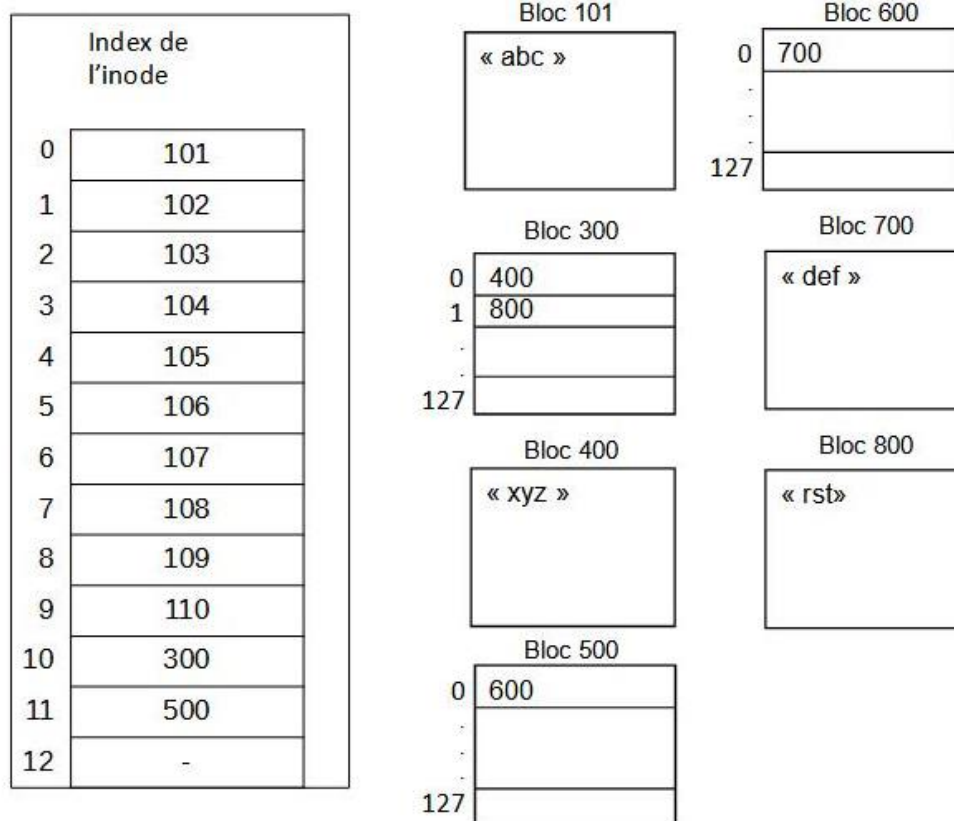 Index de
l'inode
0 101
1 102
2 103
3 104
4 105
5 106
6 107
7 108
8 109
9 110
10 300
11 500
12 -
Bloc 101
« abc »
Bloc 300
0 400
1 800
.
.
127
Bloc 400
« xyz »
Bloc 500
0 600
.
.
.
127
Bloc 600
0 700
.
.
.
127
Bloc 700
« def »
Bloc 800
« rst»